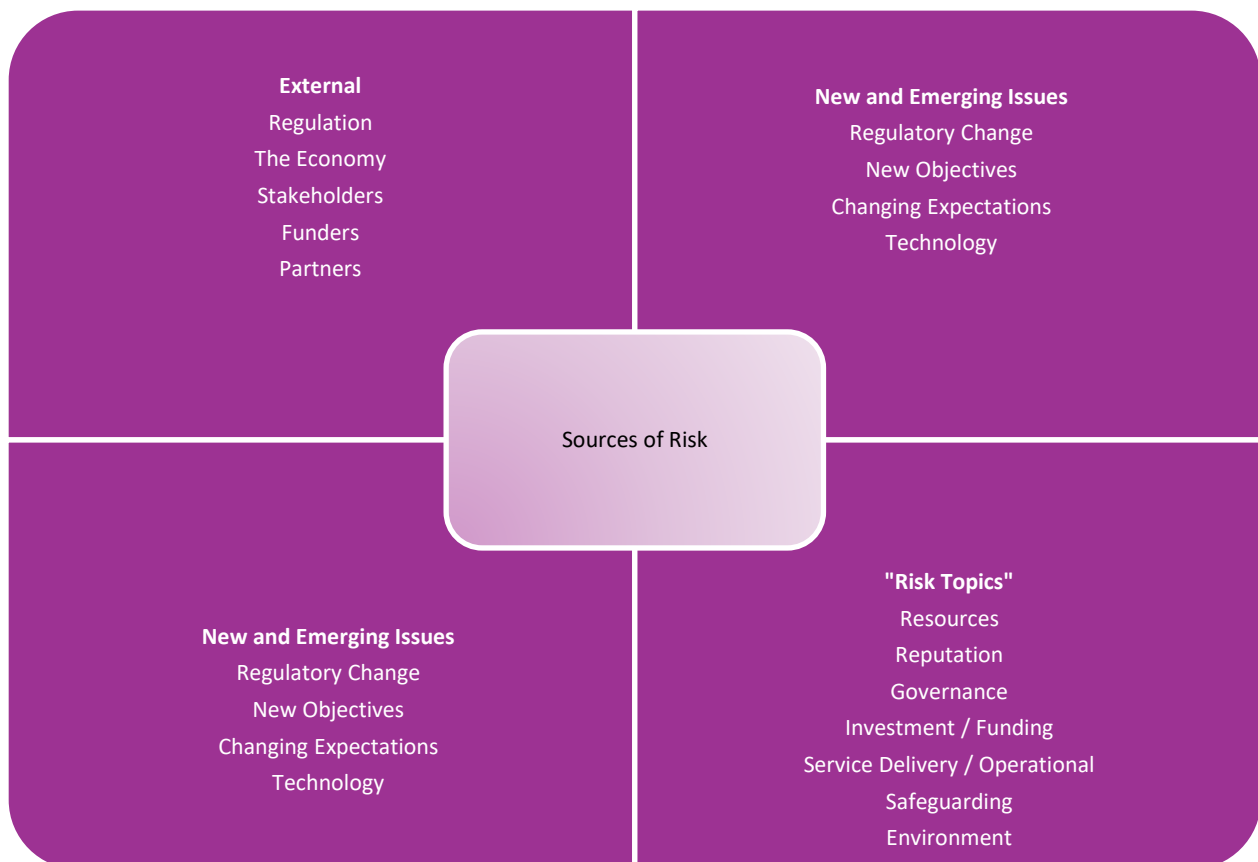 External
Regulation
The Economy
Stakeholders
Funders
Partners
New and Emerging Issues
Regulatory Change
New Objectives
Changing Expectations
Technology
Sources of Risk
New and Emerging Issues
Regulatory Change
New Objectives
Changing Expectations
Technology
"Risk Topics"
Resources
Reputation
Governance
Investment / Funding
Service Delivery / Operational
Safeguarding
Environment